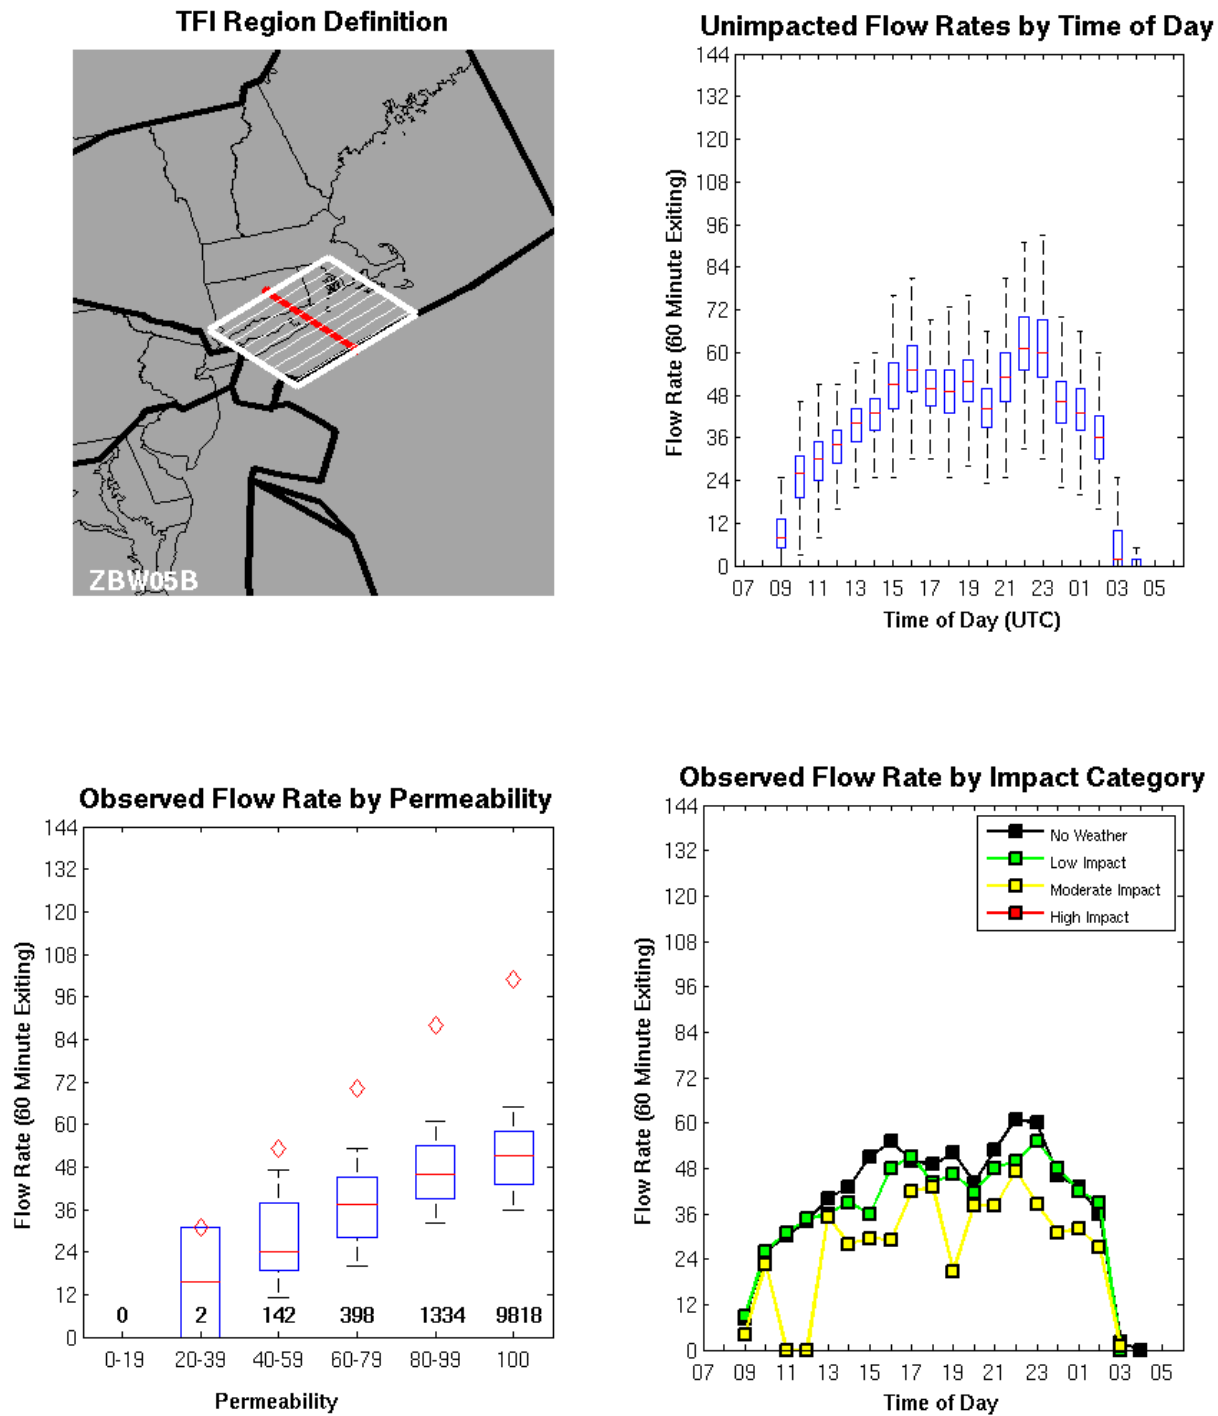 TFI Region Definition
ZBW05B
Unimpacted Flow Rates by Time of Day
Flow Rate (60 Minute Exiting)
144
132
120
108
96
84
72
60
48
36
24
12
0
07 09 11 13 15 17 19 21 23 01 03 05
Time of Day (UTC)
Observed Flow Rate by Permeability
Flow Rate (60 Minute Exiting)
144
132
120
108
96
84
72
60
48
36
24
12
0
0 2 142 398 1334 9818
0-19 20-39 40-59 60-79 80-99 100
Permeability
Observed Flow Rate by Impact Category
Flow Rate (60 Minute Exiting)
144
132
120
108
96
84
72
60
48
36
24
12
0
No Weather
Low Impact
Moderate Impact
High Impact
07 09 11 13 15 17 19 21 23 01 03 05
Time of Day